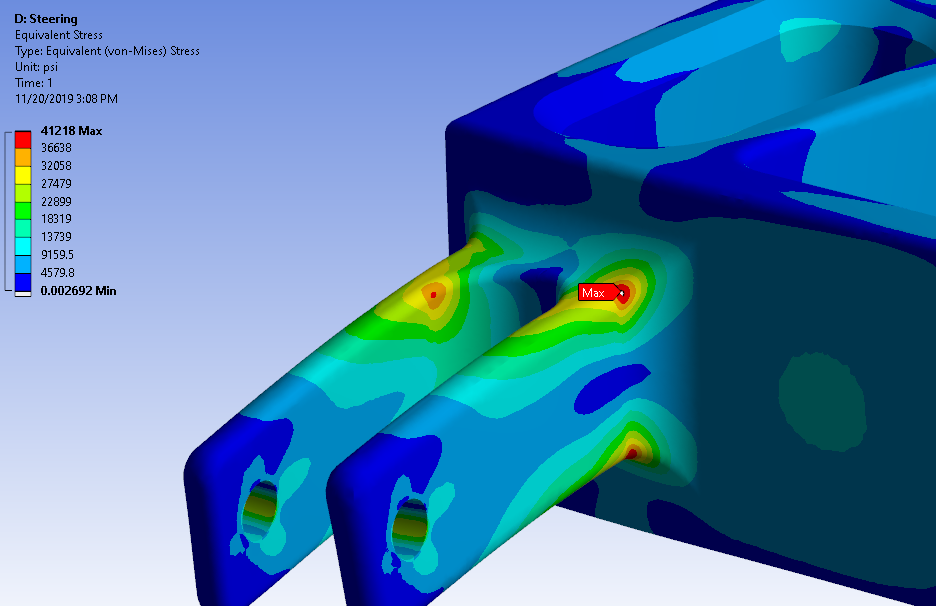 D: Steering
Equivalent Stress
Type: Equivalent (von-Mises) Stress
Unit: psi
Time: 1
11/20/2019 3:08 PM
41218 Max
36638
32058
27479
22899
18319
13739
9159.5
4579.8
0.002692 Min
Max